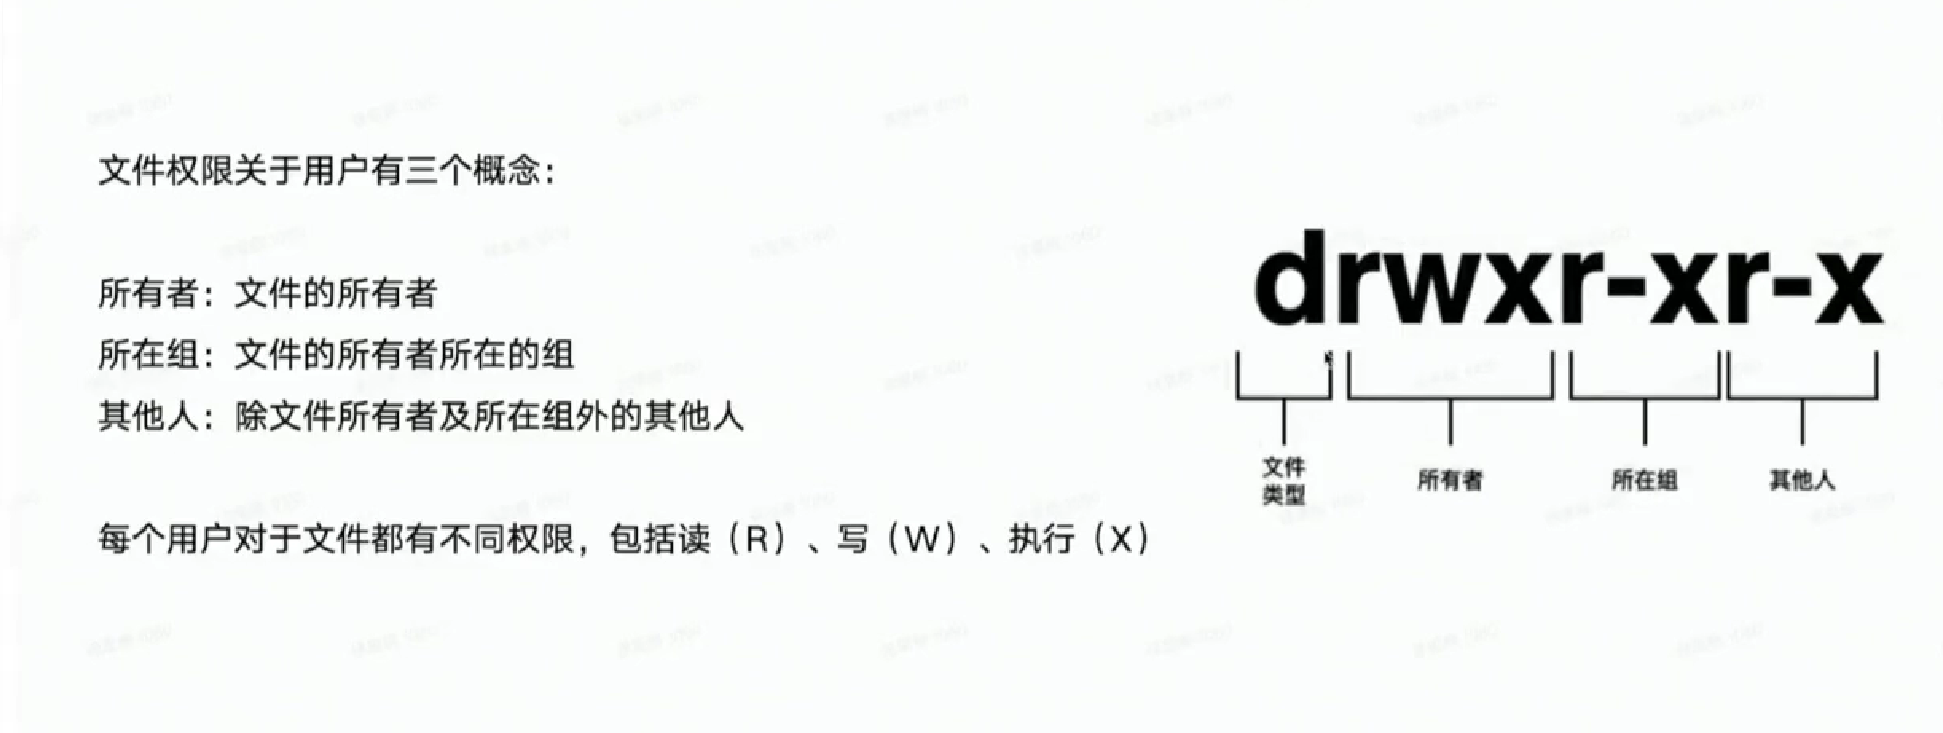 文件权限关于用户有三个概念：
所有者：文件的所有者
所在组：文件的所有者所在的组
其他人：除文件所有者及所在组外的其他人
每个用户对于文件都有不同权限，包括读（R）、写（W）、执行（X）
drwxr-xr-x
文件
类型
所有者
所在组
其他人